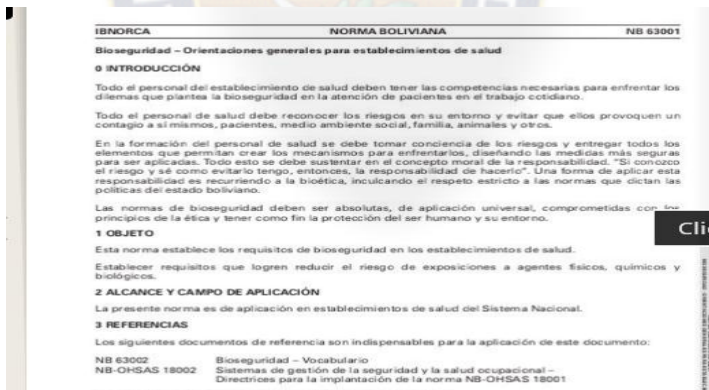 IBNORCA NORMA BOLIVIANA NB 63001
Bioseguridad – Orientaciones generales para establecimientos de salud
0 INTRODUCCIÓN
Todo el personal del establecimiento de salud deben tener las competencias necesarias para enfrentar los
dilemas que plantea la bioseguridad en la atención de pacientes en el trabajo cotidiano.
Todo el personal de salud debe reconocer los riesgos en su entorno y evitar que ellos provoquen un
contagio a sí mismos, pacientes, medio ambiente social, familia, animales y otros.
En la formación del personal de salud se debe tomar conciencia de los riesgos y entregar todos los
elementos que permitan crear los mecanismos para enfrentarlos, diseñando las medidas más seguras
para ser aplicadas. Todo esto se debe sustentar en el concepto moral de la responsabilidad. "Si conozco
el riesgo y sé como evitarlo tengo, entonces, la responsabilidad de hacerlo". Una forma de aplicar esta
responsabilidad es recurriendo a la bioética, inculcando el respeto estricto a las normas que dictan las
políticas del estado boliviano.
Las normas de bioseguridad deben ser absolutas, de aplicación universal, comprometidas con los
principios de la ética y tener como fin la protección del ser humano y su entorno.
Cli
1 OBJETO
Esta norma establece los requisitos de bioseguridad en los establecimientos de salud.
Establecer requisitos que logren reducir el riesgo de exposiciones a agentes físicos, químicos y
biológicos.
2 ALCANCE Y CAMPO DE APLICACIÓN
La presente norma es de aplicación en establecimientos de salud del Sistema Nacional.
3 REFERENCIAS
Los siguientes documentos de referencia son indispensables para la aplicación de este documento:
NB 63002 Bioseguridad – Vocabulario
NB-OHSAS 18002 Sistemas de gestión de la seguridad y la salud ocupacional –
Directrices para la implantación de la norma NB-OHSAS 18001